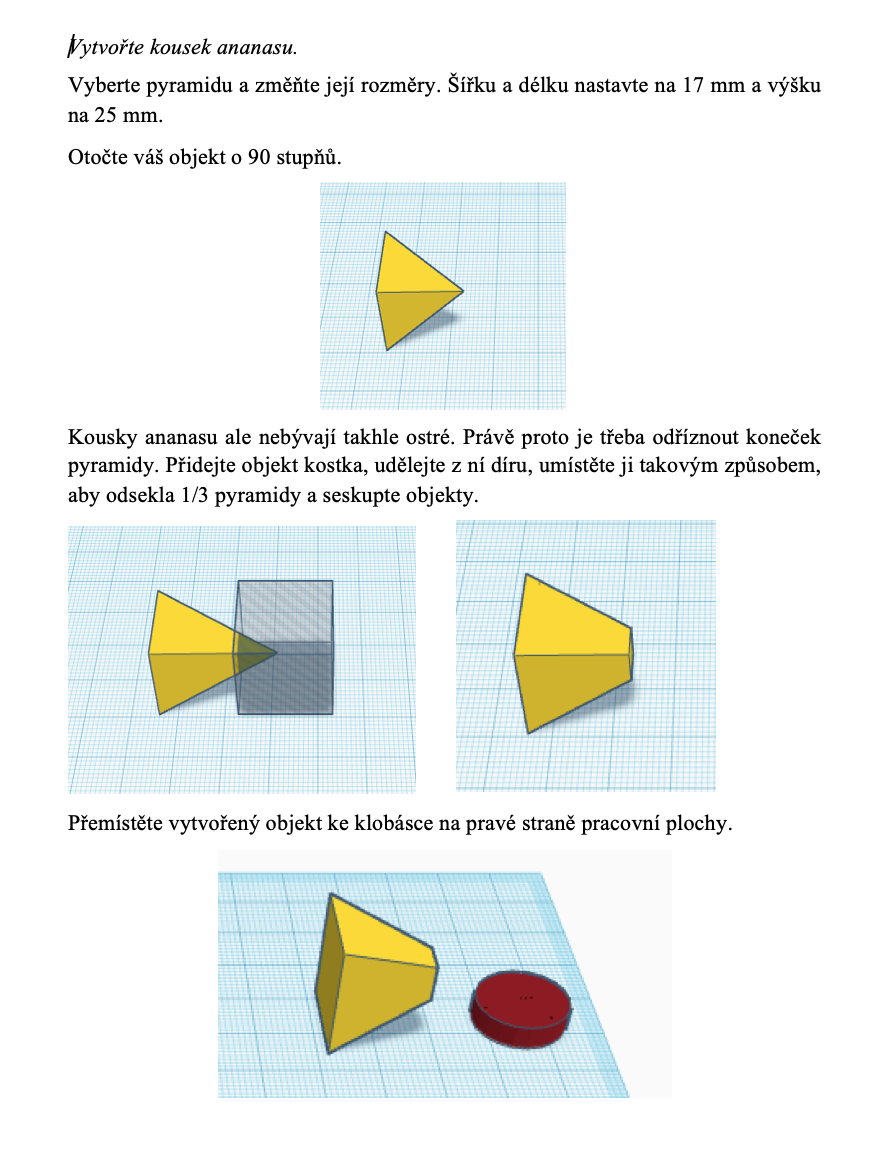 Vytvořte kousek ananasu.
Vyberte pyramidu a změňte její rozměry. Šířku a délku nastavte na 17 mm a výšku
na 25 mm.
Otočte váš objekt o 90 stupňů.
Kousky ananasu ale nebývají takhle ostré. Právě proto je třeba odříznout koneček
pyramidy. Přidejte objekt kostka, udělejte z ní díru, umístěte ji takovým způsobem,
aby odsekla 1/3 pyramidy a seskupte objekty.
Přemístěte vytvořený objekt ke klobásce na pravé straně pracovní plochy.